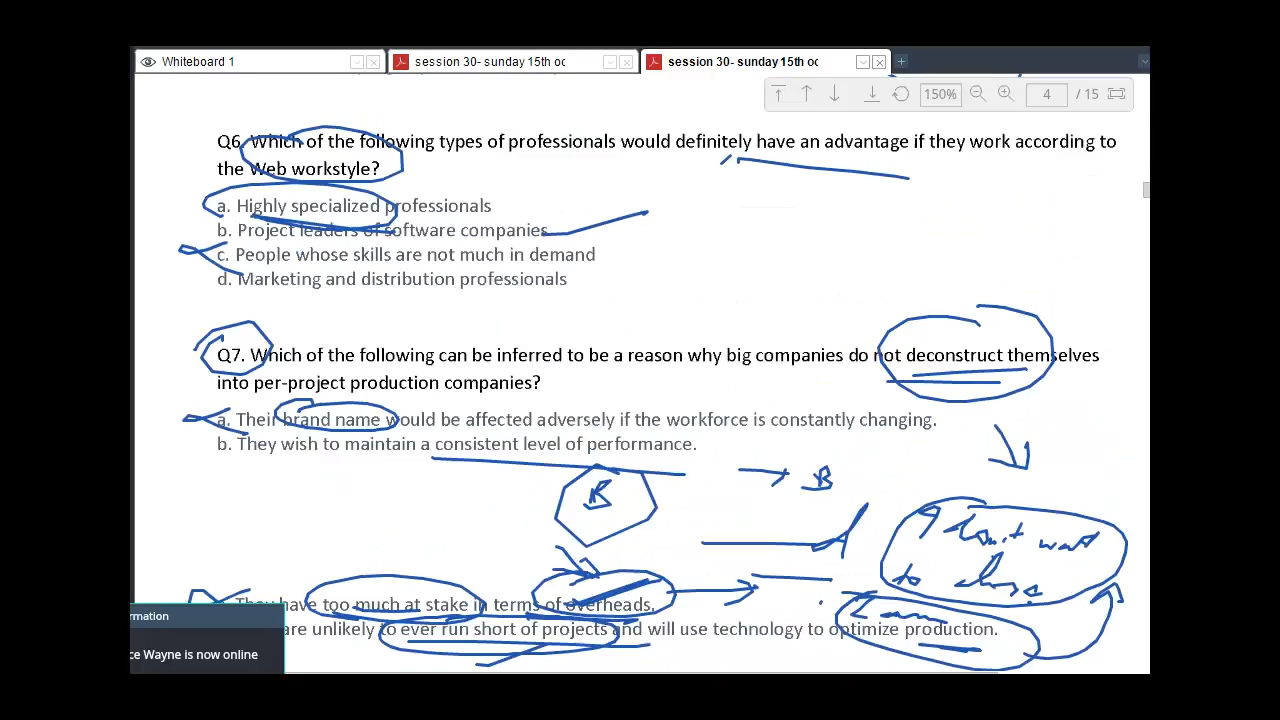 Whiteboard 1
session 30- sunday 15th oc
session 30- sunday 15th oc
150%
4 / 15
Q6. Which of the following types of professionals would definitely have an advantage if they work according to
the Web workstyle?
a. Highly specialized professionals
b. Project leaders of software companies
c. People whose skills are not much in demand
d. Marketing and distribution professionals
Q7. Which of the following can be inferred to be a reason why big companies do not deconstruct themselves
into per-project production companies?
a. Their brand name would be affected adversely if the workforce is constantly changing.
b. They wish to maintain a consistent level of performance.
B
I don't want
to close
They have too much at stake in terms of overheads.
are unlikely to ever run short of projects and will use technology to optimize production.
rmation
ce Wayne is now online